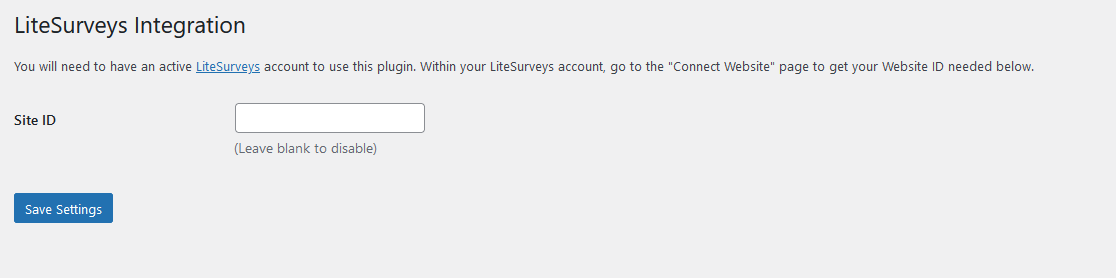 LiteSurveys Integration
You will need to have an active LiteSurveys account to use this plugin. Within your LiteSurveys account, go to the "Connect Website" page to get your Website ID needed below.
Site ID
(Leave blank to disable)
Save Settings